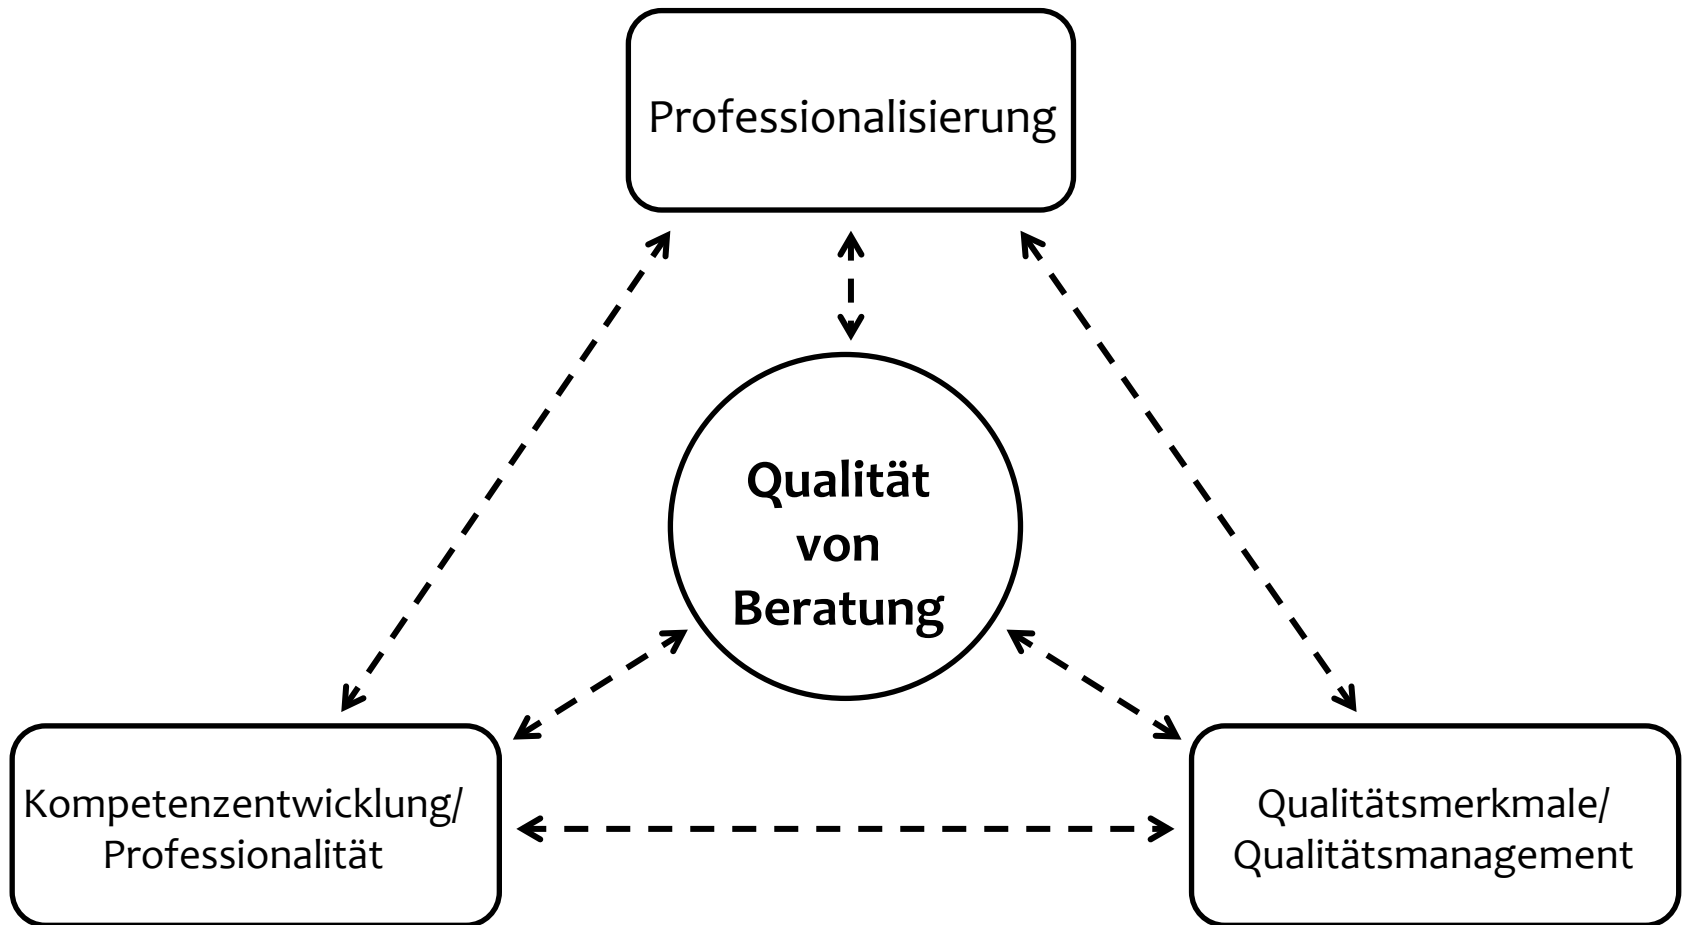 Professionalisierung
Qualität
von
Beratung
Kompetenzentwicklung/
Professionalität
Qualitätsmerkmale/
Qualitätsmanagement